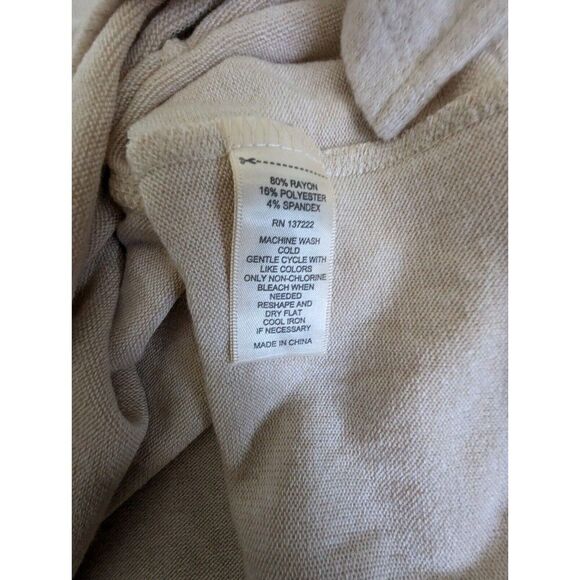 80% RAYON
16% POLYESTER
4% SPANDEX
RN 137222
MACHINE WASH
COLD
GENTLE CYCLE WITH
LIKE COLORS
ONLY NON-CHLORINE
BLEACH WHEN
NEEDED
RESHAPE AND
DRY FLAT
COOL IRON
IF NECESSARY
MADE IN CHINA